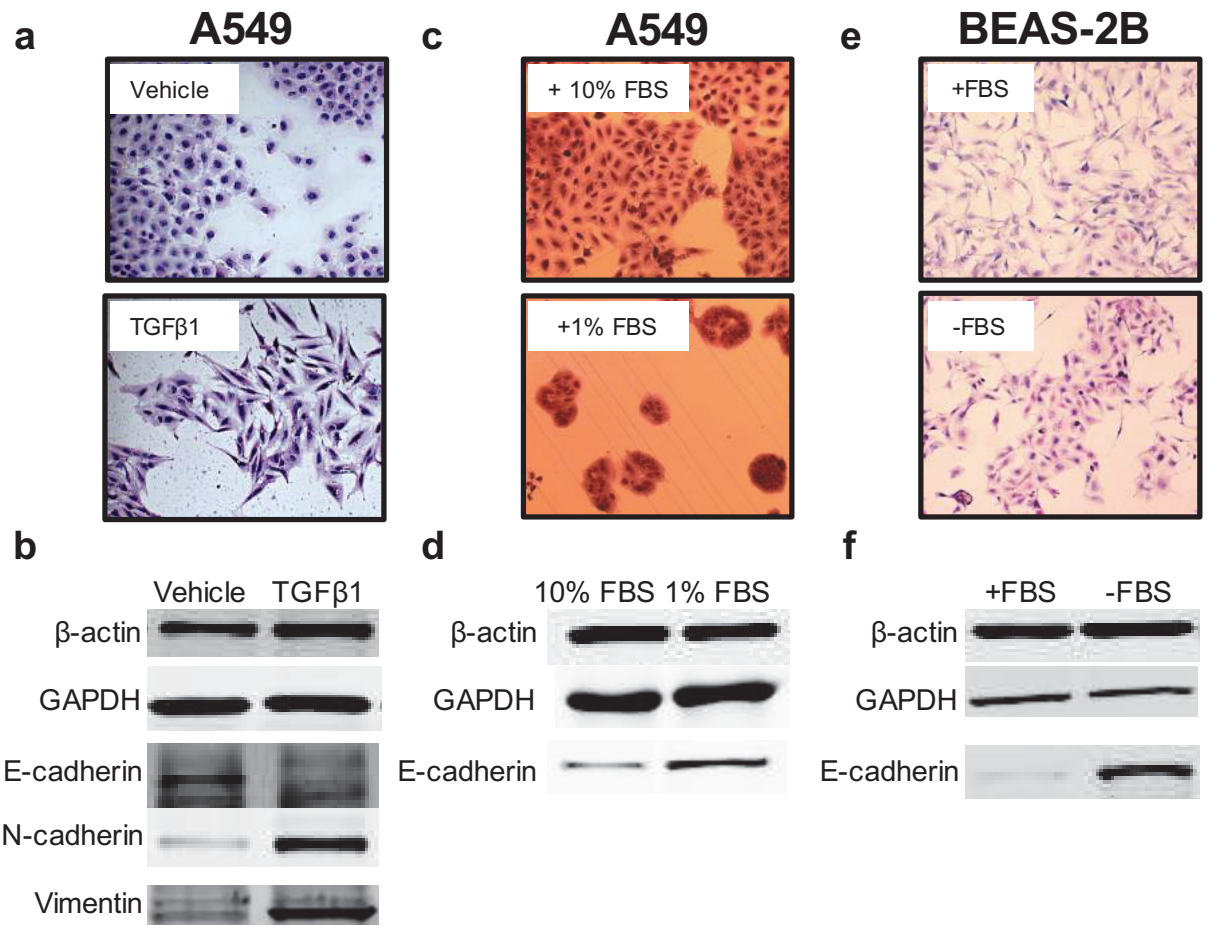 a
A549
Vehicle
TGFβ1
b
Vehicle TGFβ1
β-actin
GAPDH
E-cadherin
N-cadherin
Vimentin
c
A549
+ 10% FBS
+1% FBS
d
10% FBS 1% FBS
β-actin
GAPDH
E-cadherin
e
BEAS-2B
+FBS
-FBS
f
+FBS -FBS
β-actin
GAPDH
E-cadherin